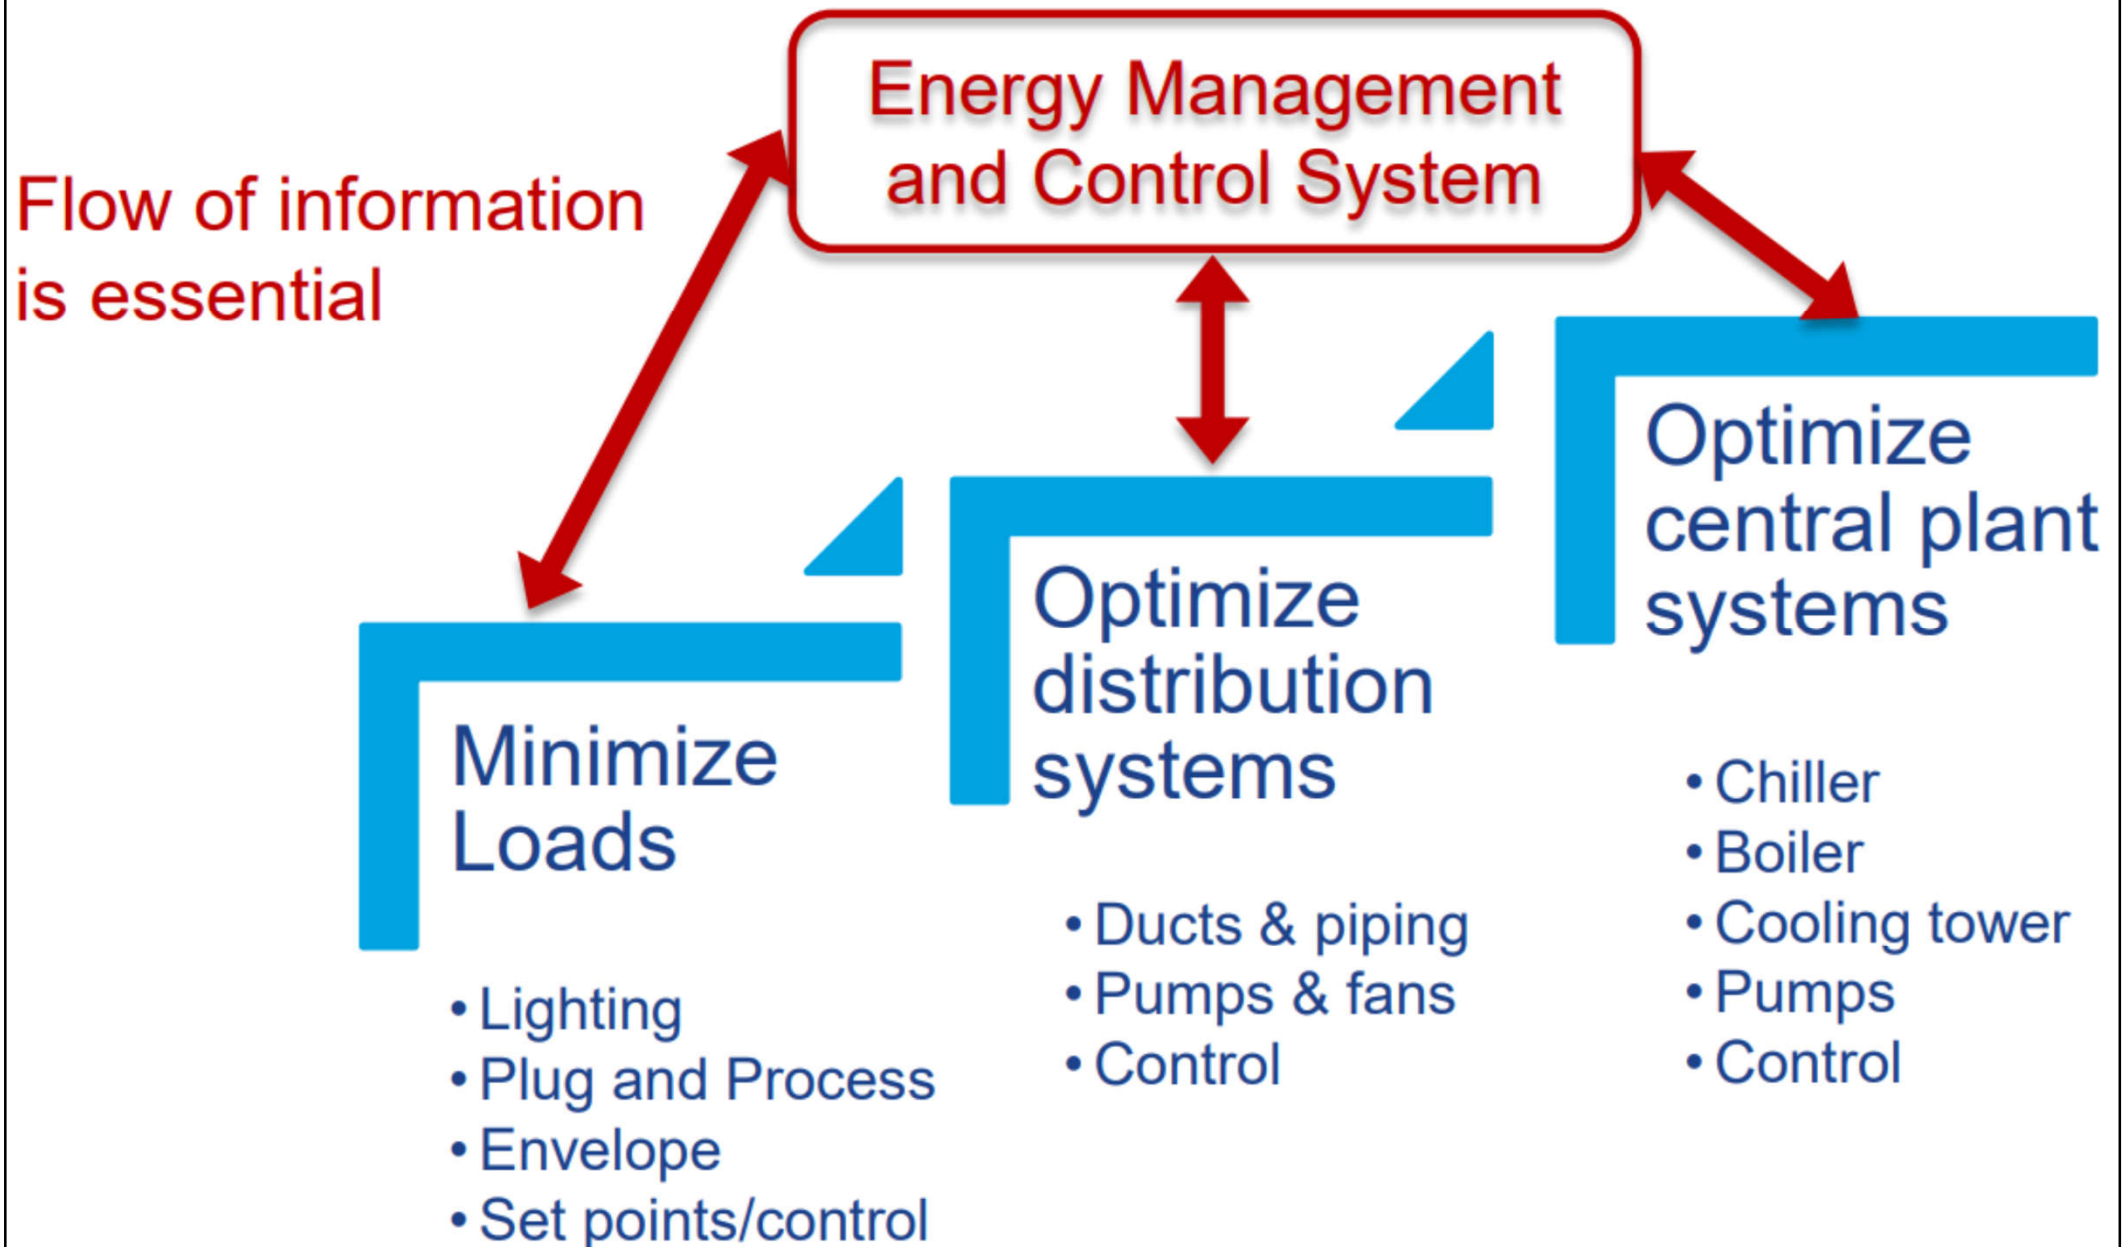 Energy Management
and Control System
Flow of information
is essential
Minimize
Loads
• Lighting
• Plug and Process
• Envelope
• Set points/control
Optimize
distribution
systems
• Ducts & piping
• Pumps & fans
• Control
Optimize
central plant
systems
• Chiller
• Boiler
• Cooling tower
• Pumps
• Control